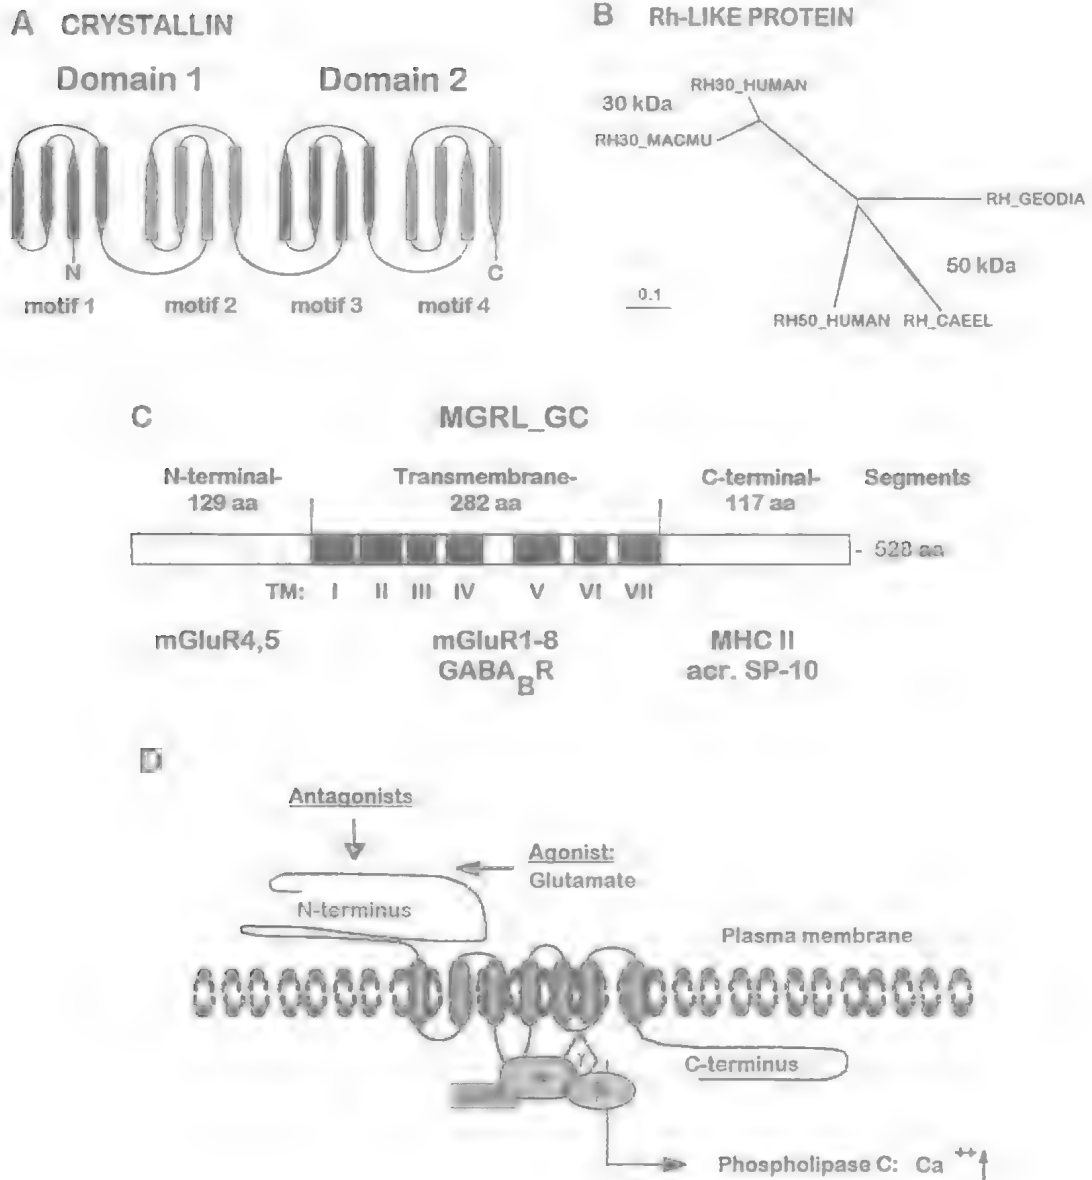 A CRYSTALLIN
Domain 1 Domain 2
N C
motif 1 motif 2 motif 3 motif 4
B Rh-LIKE PROTEIN
RH30_HUMAN
30 kDa
RH30_MACMU
RH_GEODIA
50 kDa
0.1
RH50_HUMAN RH_CAEEL
C MGRL_GC
N-terminal- Transmembrane- C-terminal- Segments
129 aa 282 aa 117 aa
- 528 aa
TM: I II III IV V VI VII
mGluR4,5 mGluR1-8 MHC II
GABABR acr. SP-10
D
Antagonists
Agonist:
Glutamate
N-terminus
Plasma membrane
γ
C-terminus
Phospholipase C: Ca ++